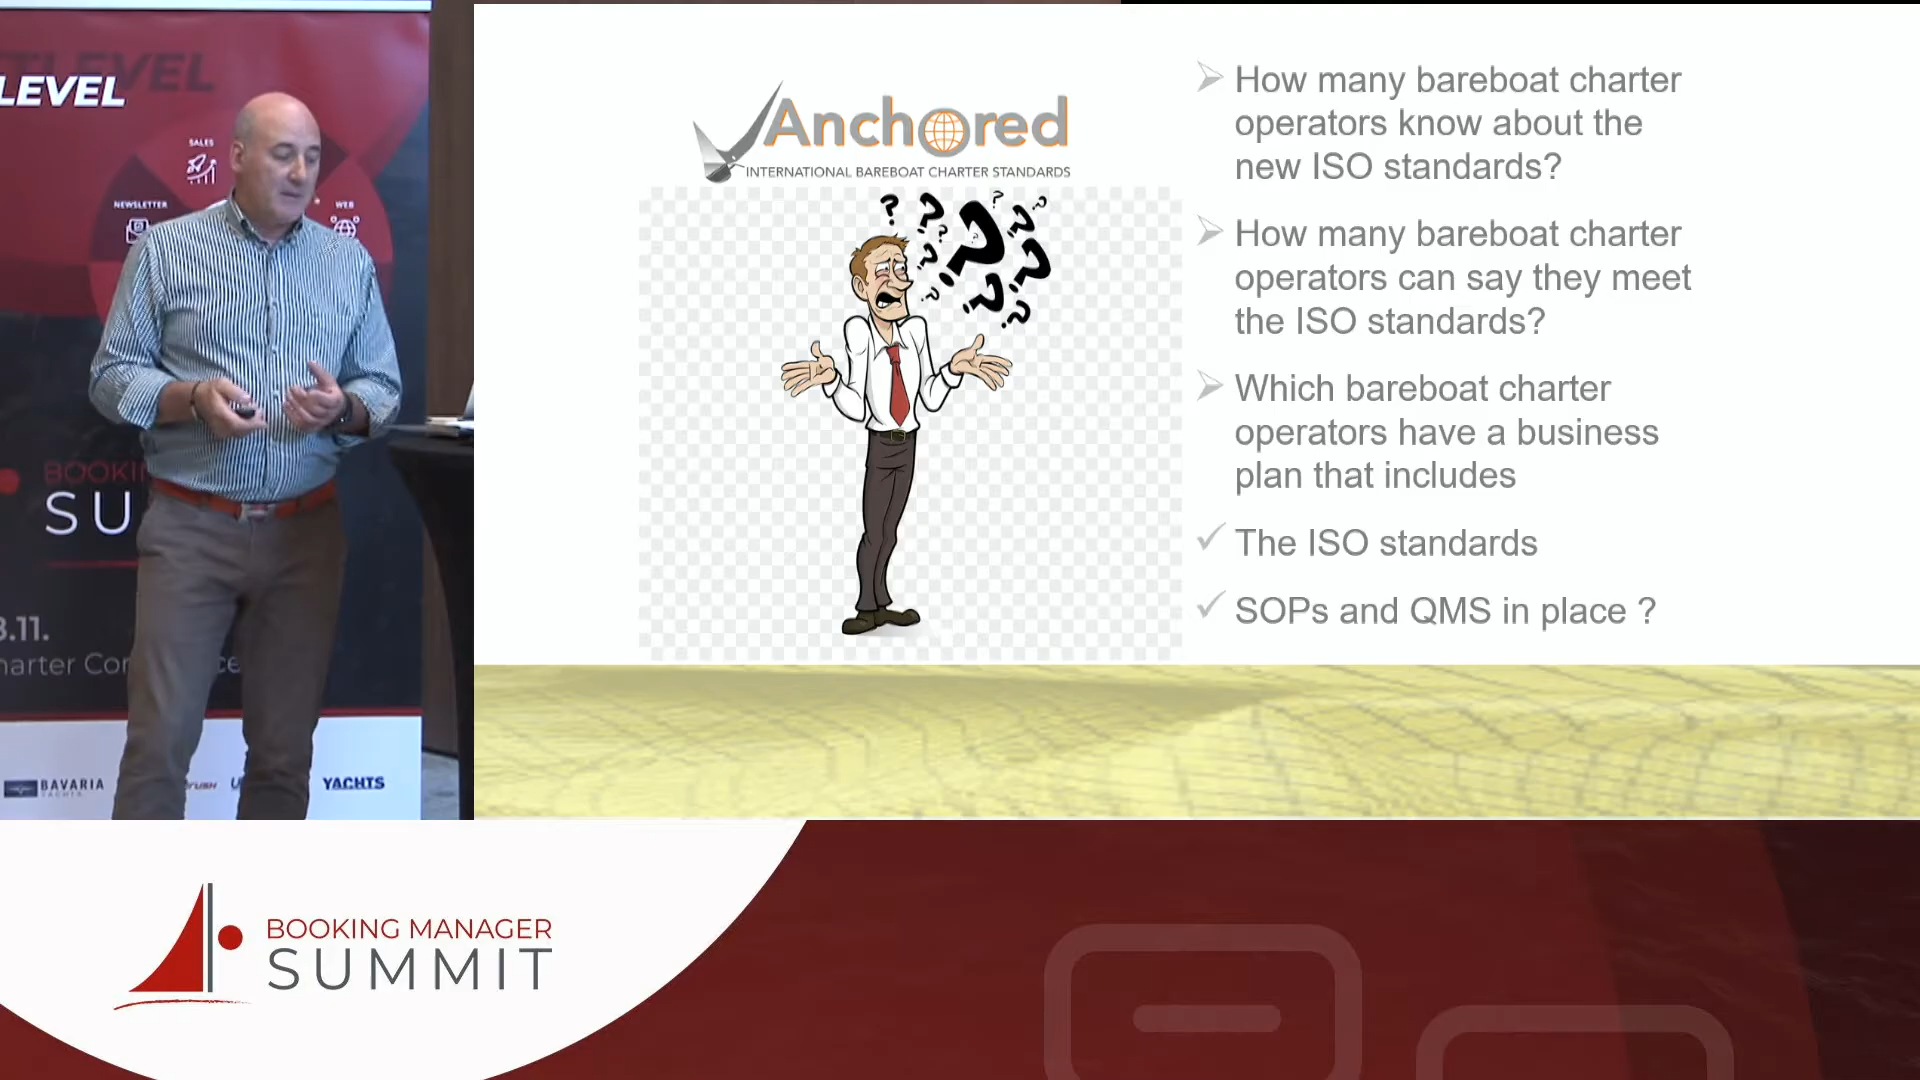 LEVEL
SALES
NEWSLETTER
WEB
SU
8.11.
BAVARIA
YACHTS
YACHTS
Anchored
INTERNATIONAL BAREBOAT CHARTER STANDARDS
How many bareboat charter
operators know about the
new ISO standards?
How many bareboat charter
operators can say they meet
the ISO standards?
Which bareboat charter
operators have a business
plan that includes
The ISO standards
SOPs and QMS in place ?
BOOKING MANAGER
SUMMIT